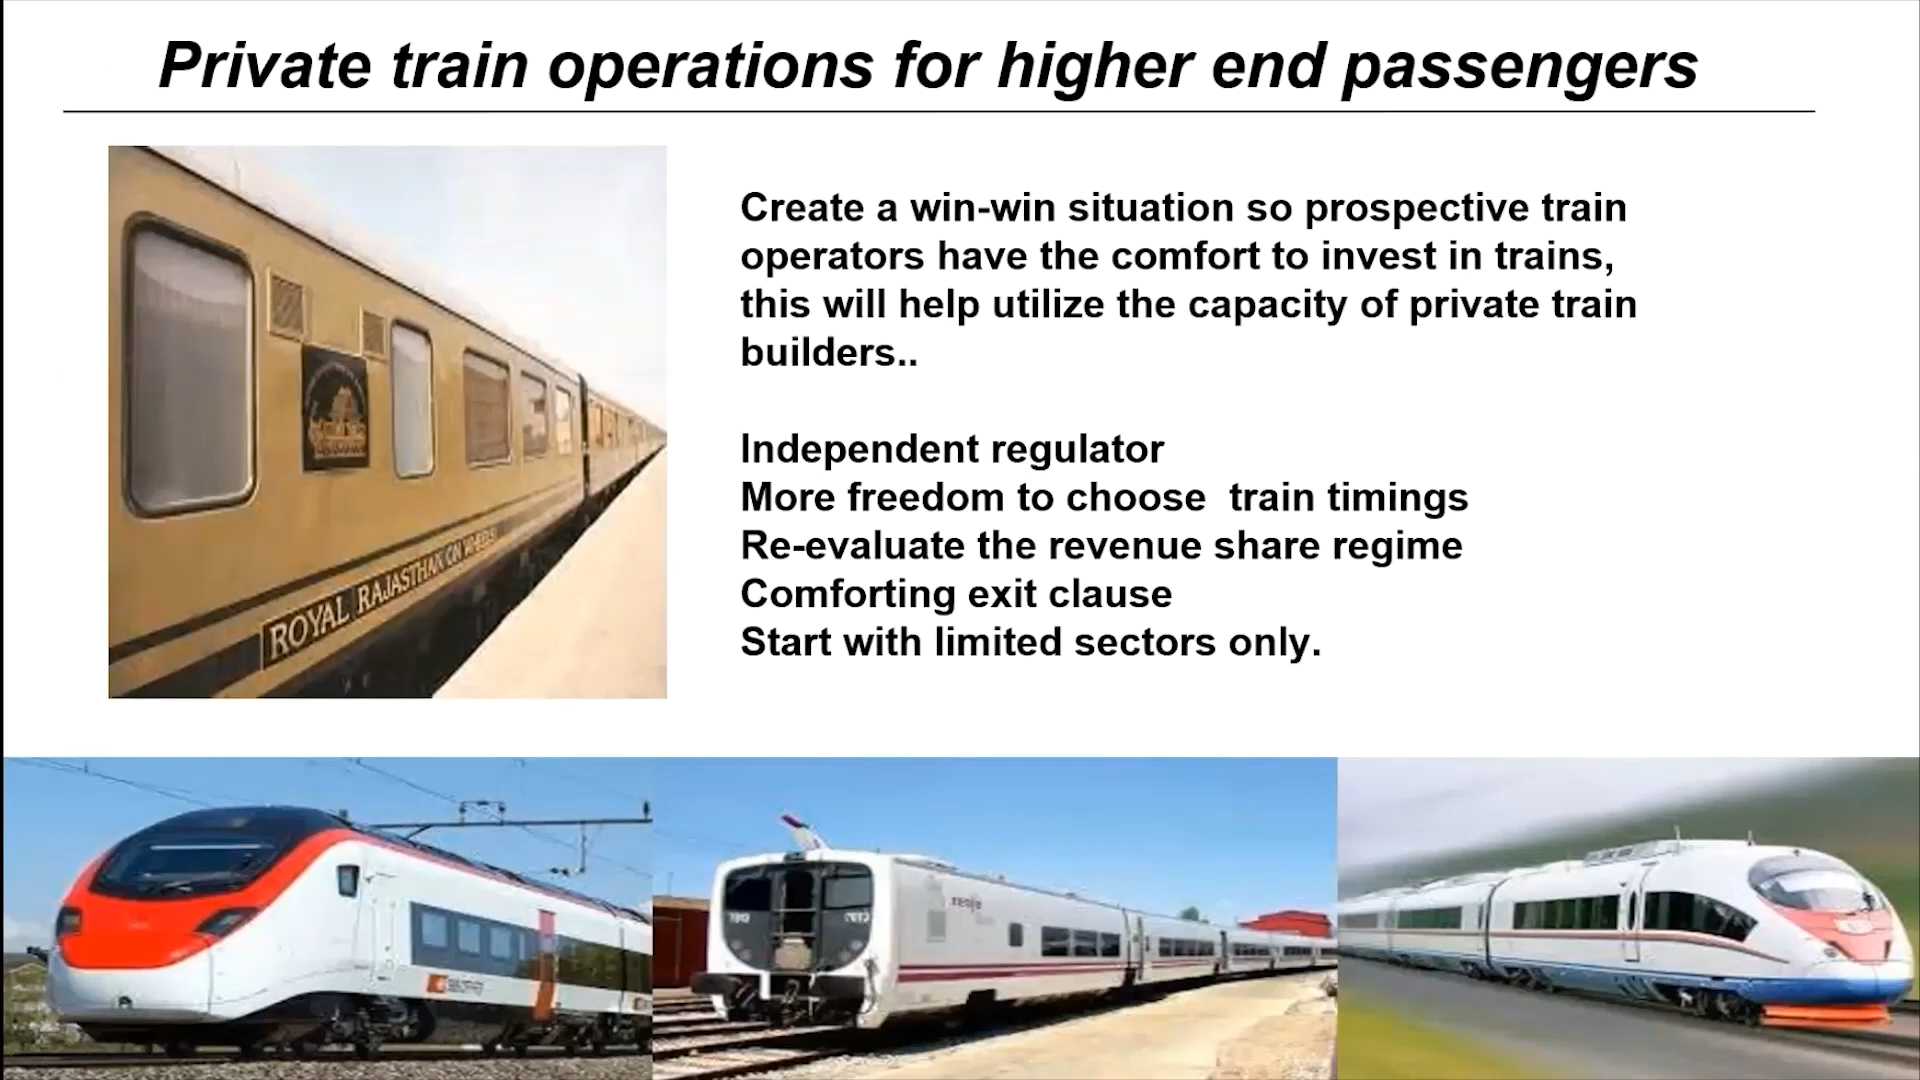 Private train operations for higher end passengers
Create a win-win situation so prospective train
operators have the comfort to invest in trains,
this will help utilize the capacity of private train
builders..
Independent regulator
More freedom to choose  train timings
Re-evaluate the revenue share regime
Comforting exit clause
Start with limited sectors only.
ROYAL RAJASTHAN ON WHEELS
renfe